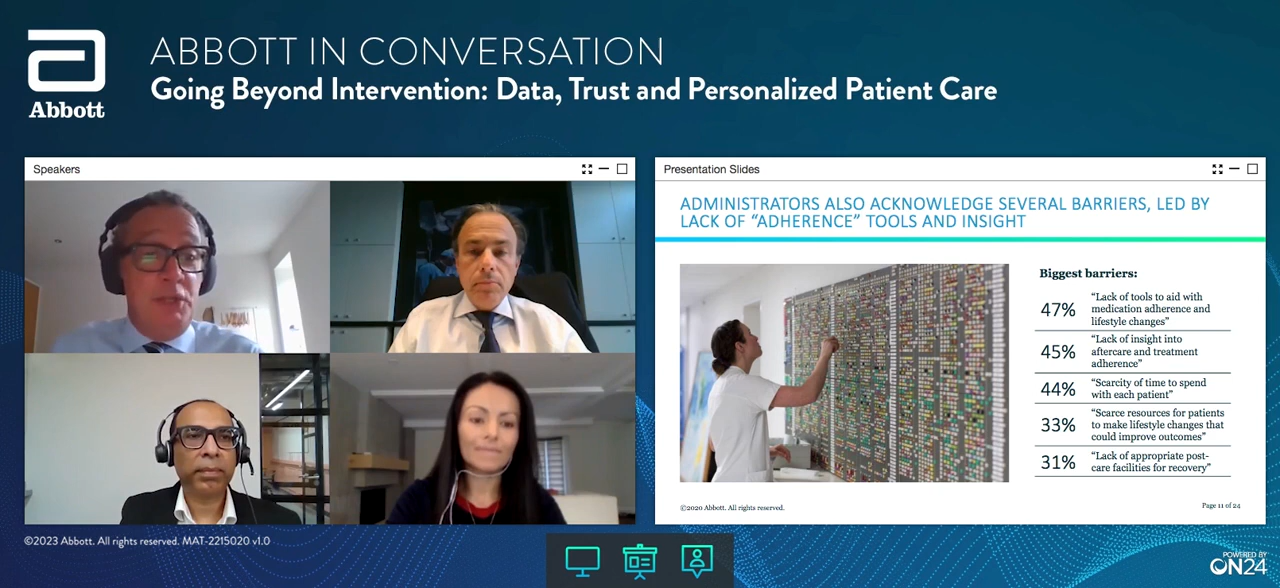 Abbott
ABBOTT IN CONVERSATION
Going Beyond Intervention: Data, Trust and Personalized Patient Care
Speakers
Presentation Slides
ADMINISTRATORS ALSO ACKNOWLEDGE SEVERAL BARRIERS, LED BY
LACK OF “ADHERENCE” TOOLS AND INSIGHT
Biggest barriers:
47%
“Lack of tools to aid with
medication adherence and
lifestyle changes”
45%
“Lack of insight into
aftercare and treatment
adherence”
44%
“Scarcity of time to spend
with each patient”
33%
“Scarce resources for patients
to make lifestyle changes that
could improve outcomes”
31%
“Lack of appropriate post-
care facilities for recovery”
©2020 Abbott. All rights reserved.
Page 11 of 24
©2023 Abbott. All rights reserved. MAT-2215020 v1.0
POWERED BY
ON24